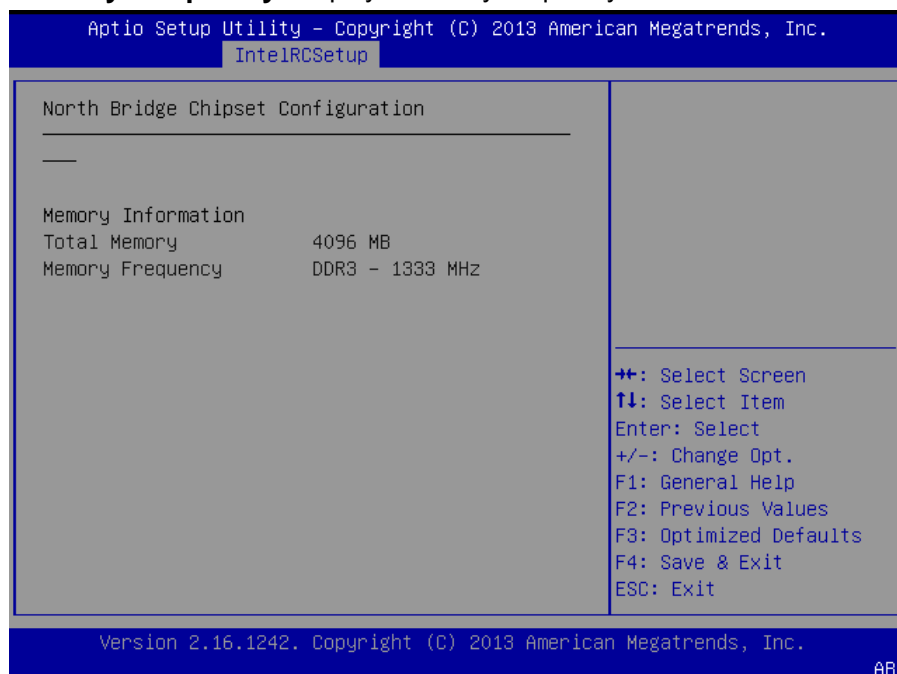 Aptio Setup Utility – Copyright (C) 2013 American Megatrends, Inc.
IntelRCSetup
North Bridge Chipset Configuration
Memory Information
Total Memory 4096 MB
Memory Frequency DDR3 – 1333 MHz
→←: Select Screen
↑↓: Select Item
Enter: Select
+/-: Change Opt.
F1: General Help
F2: Previous Values
F3: Optimized Defaults
F4: Save & Exit
ESC: Exit
Version 2.16.1242. Copyright (C) 2013 American Megatrends, Inc.
AB